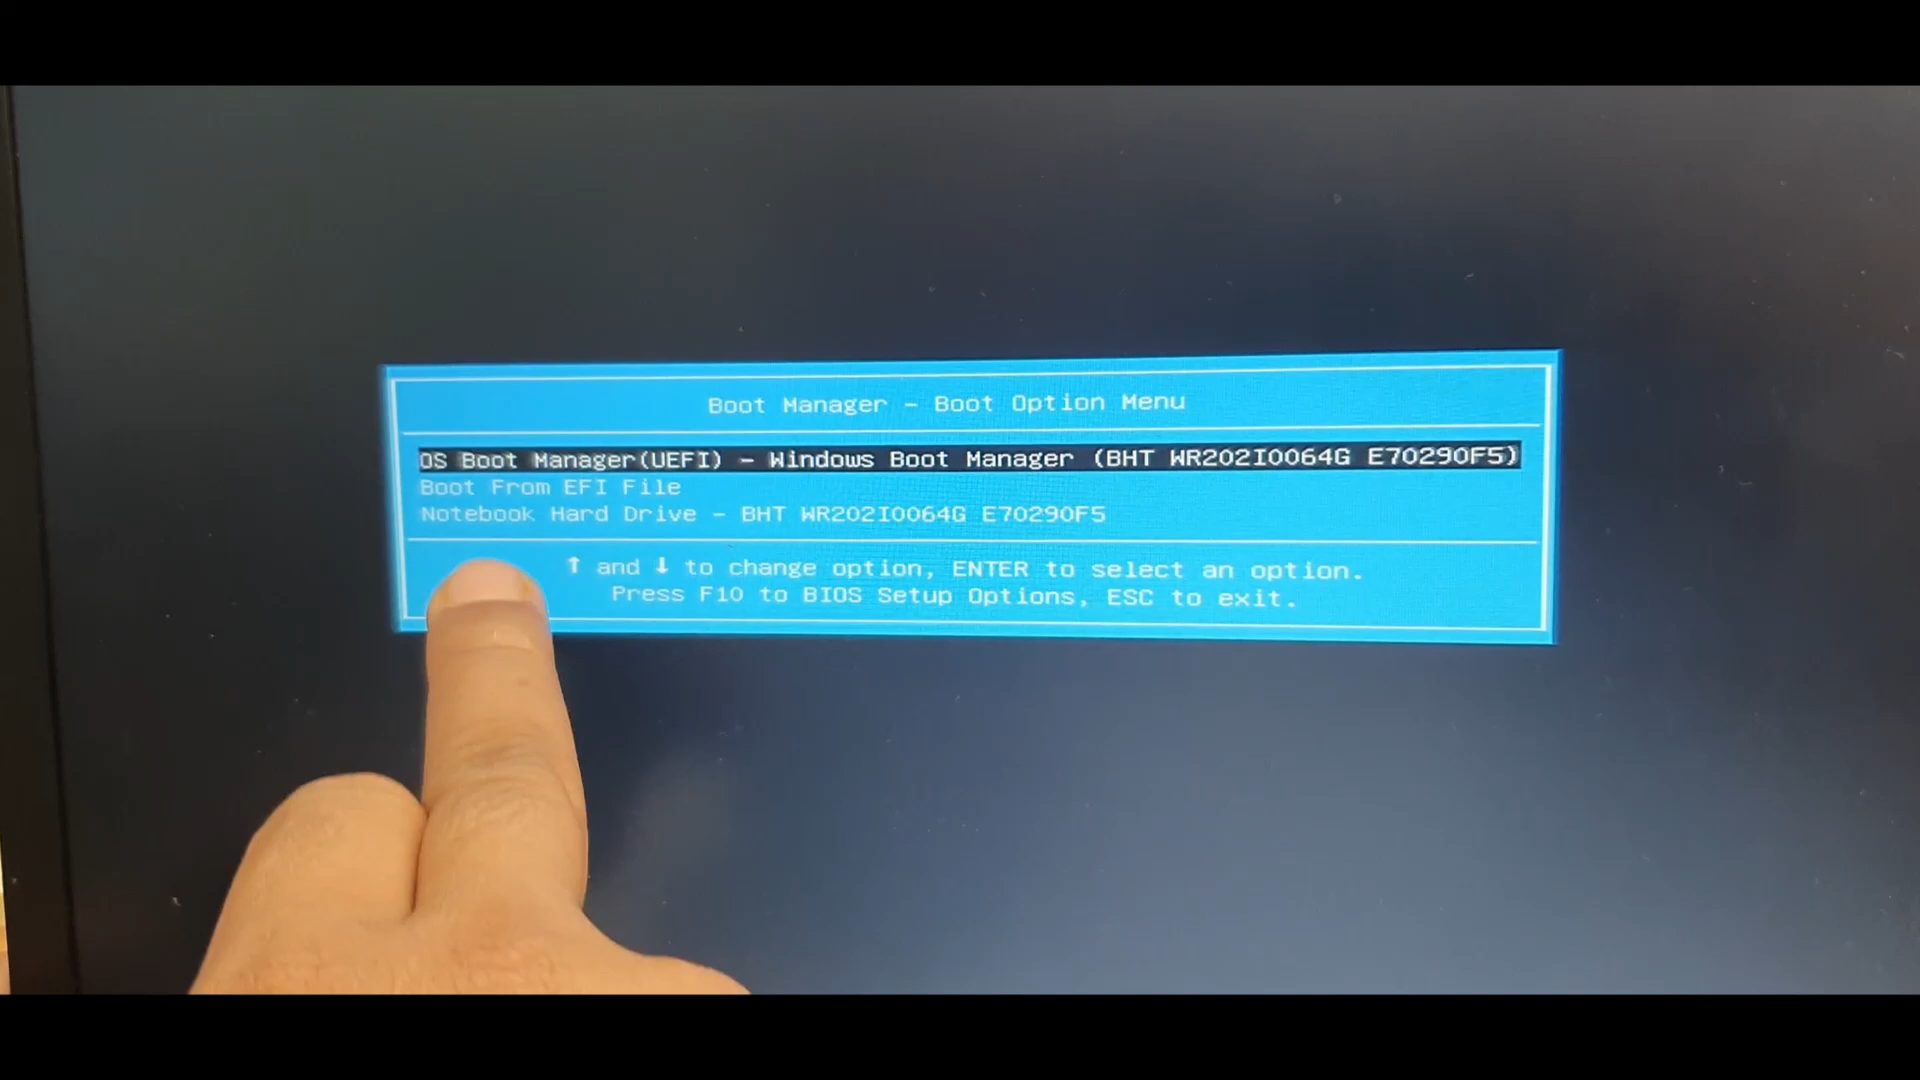 Boot Manager - Boot Option Menu
OS Boot Manager(UEFI) - Windows Boot Manager (BHT WR202I0064G E70290F5)
Boot From EFI File
Notebook Hard Drive - BHT WR202I0064G E70290F5
↑ and ↓ to change option, ENTER to select an option.
Press F10 to BIOS Setup Options, ESC to exit.